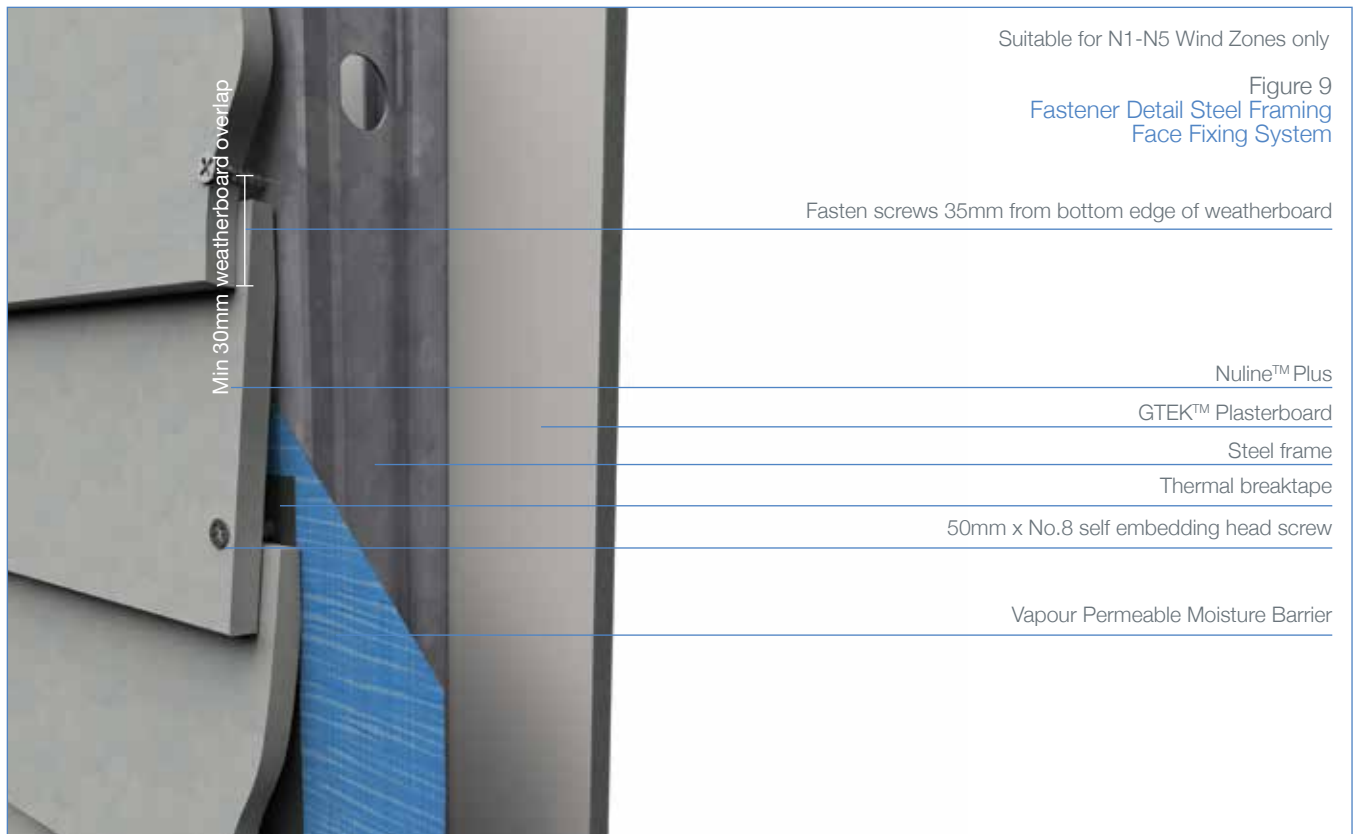 Suitable for N1-N5 Wind Zones only
Figure 9
Fastener Detail Steel Framing
Face Fixing System
Min 30mm weatherboard overlap
Fasten screws 35mm from bottom edge of weatherboard
Nuline™ Plus
GTEK™ Plasterboard
Steel frame
Thermal breaktape
50mm x No.8 self embedding head screw
Vapour Permeable Moisture Barrier